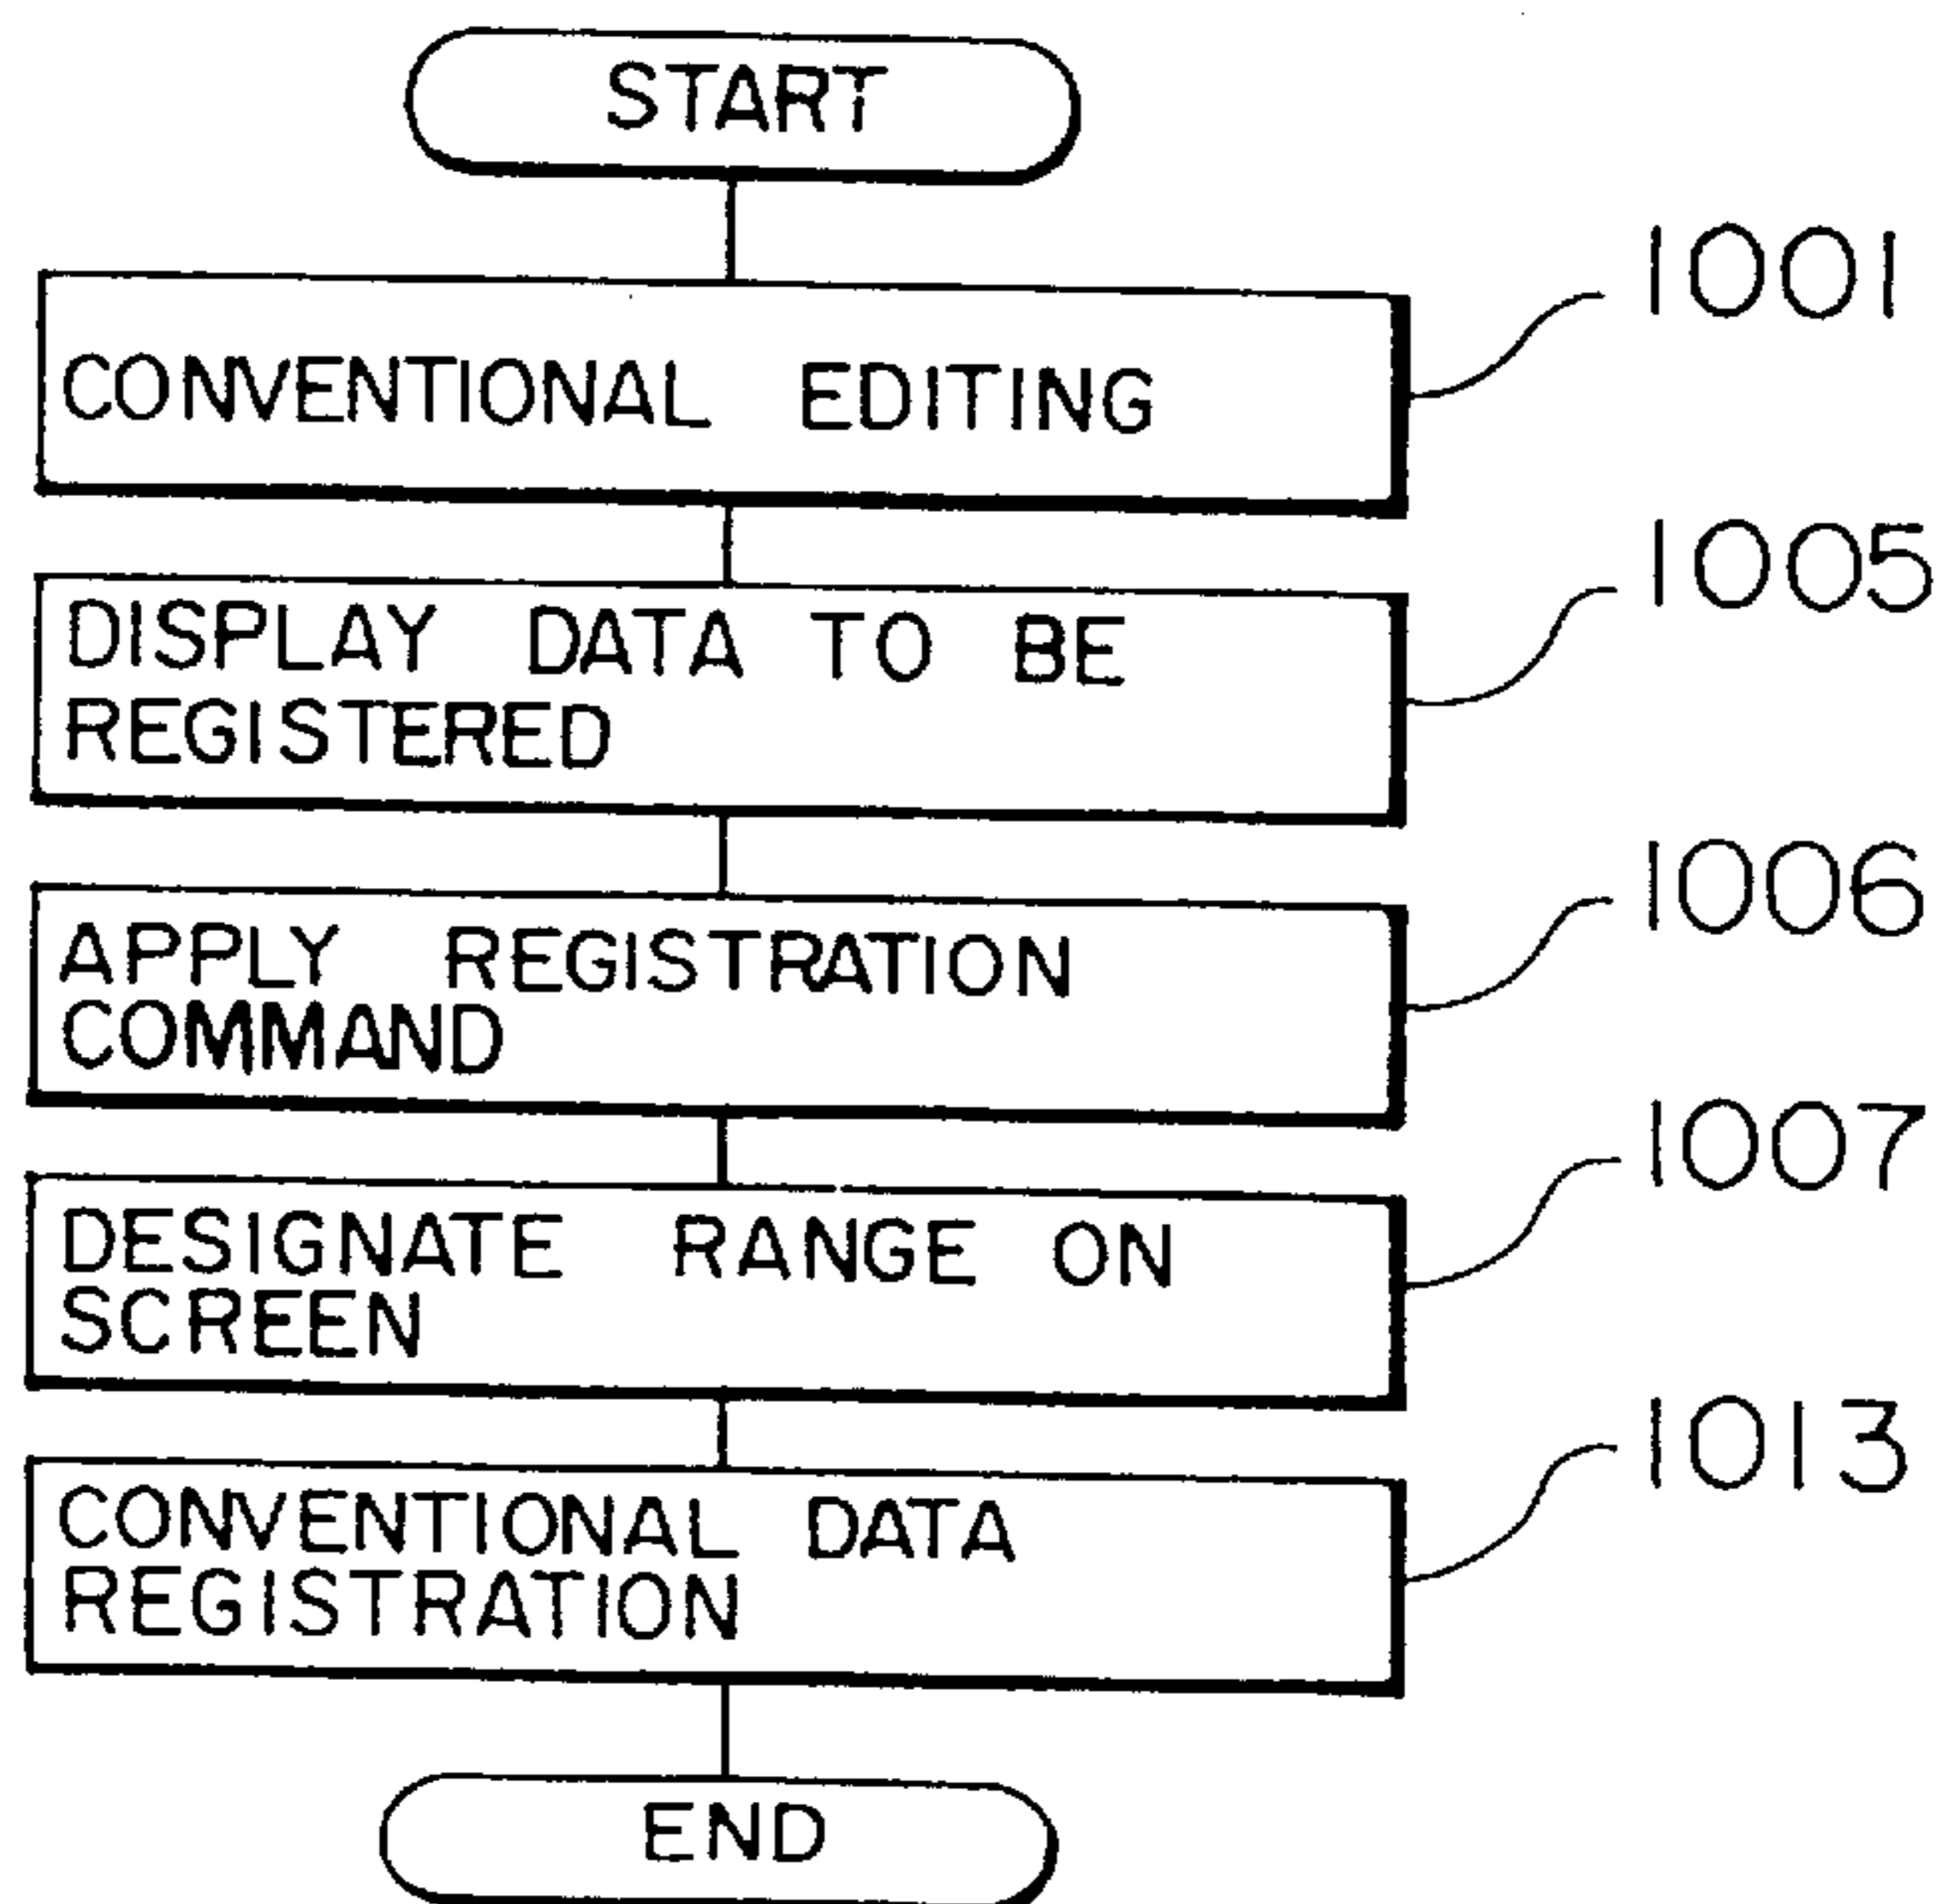 START
1001
CONVENTIONAL EDITING
1005
DISPLAY DATA TO BE
REGISTERED
1006
APPLY REGISTRATION
COMMAND
1007
DESIGNATE RANGE ON
SCREEN
1013
CONVENTIONAL DATA
REGISTRATION
END